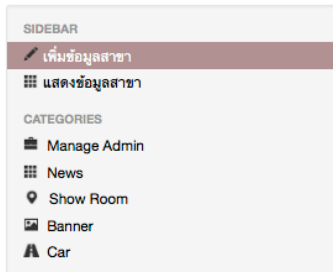 SIDEBAR
เพิ่มข้อมูลสาขา
แสดงข้อมูลสาขา
CATEGORIES
Manage Admin
News
Show Room
Banner
Car